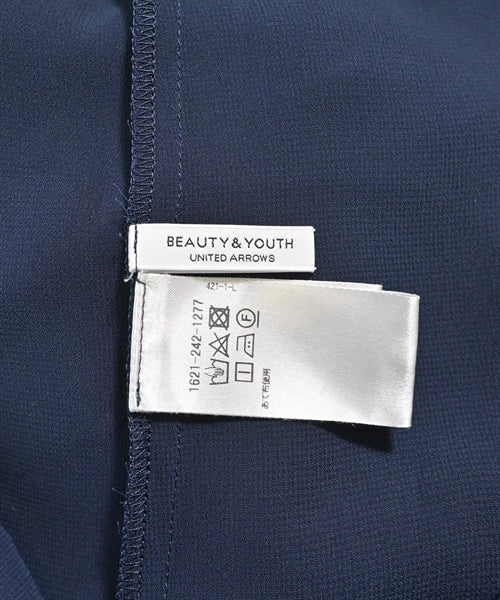 BEAUTY&YOUTH
UNITED ARROWS
421-1-L
1621-242-1277
F
あて布使用